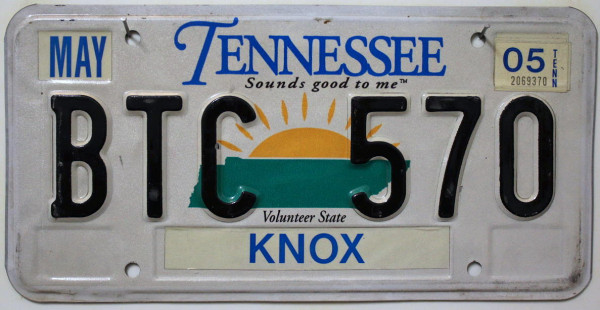 MAY
TENNESSEE
05
TENN
2069370
Sounds good to me™
BTC 570
Volunteer State
KNOX